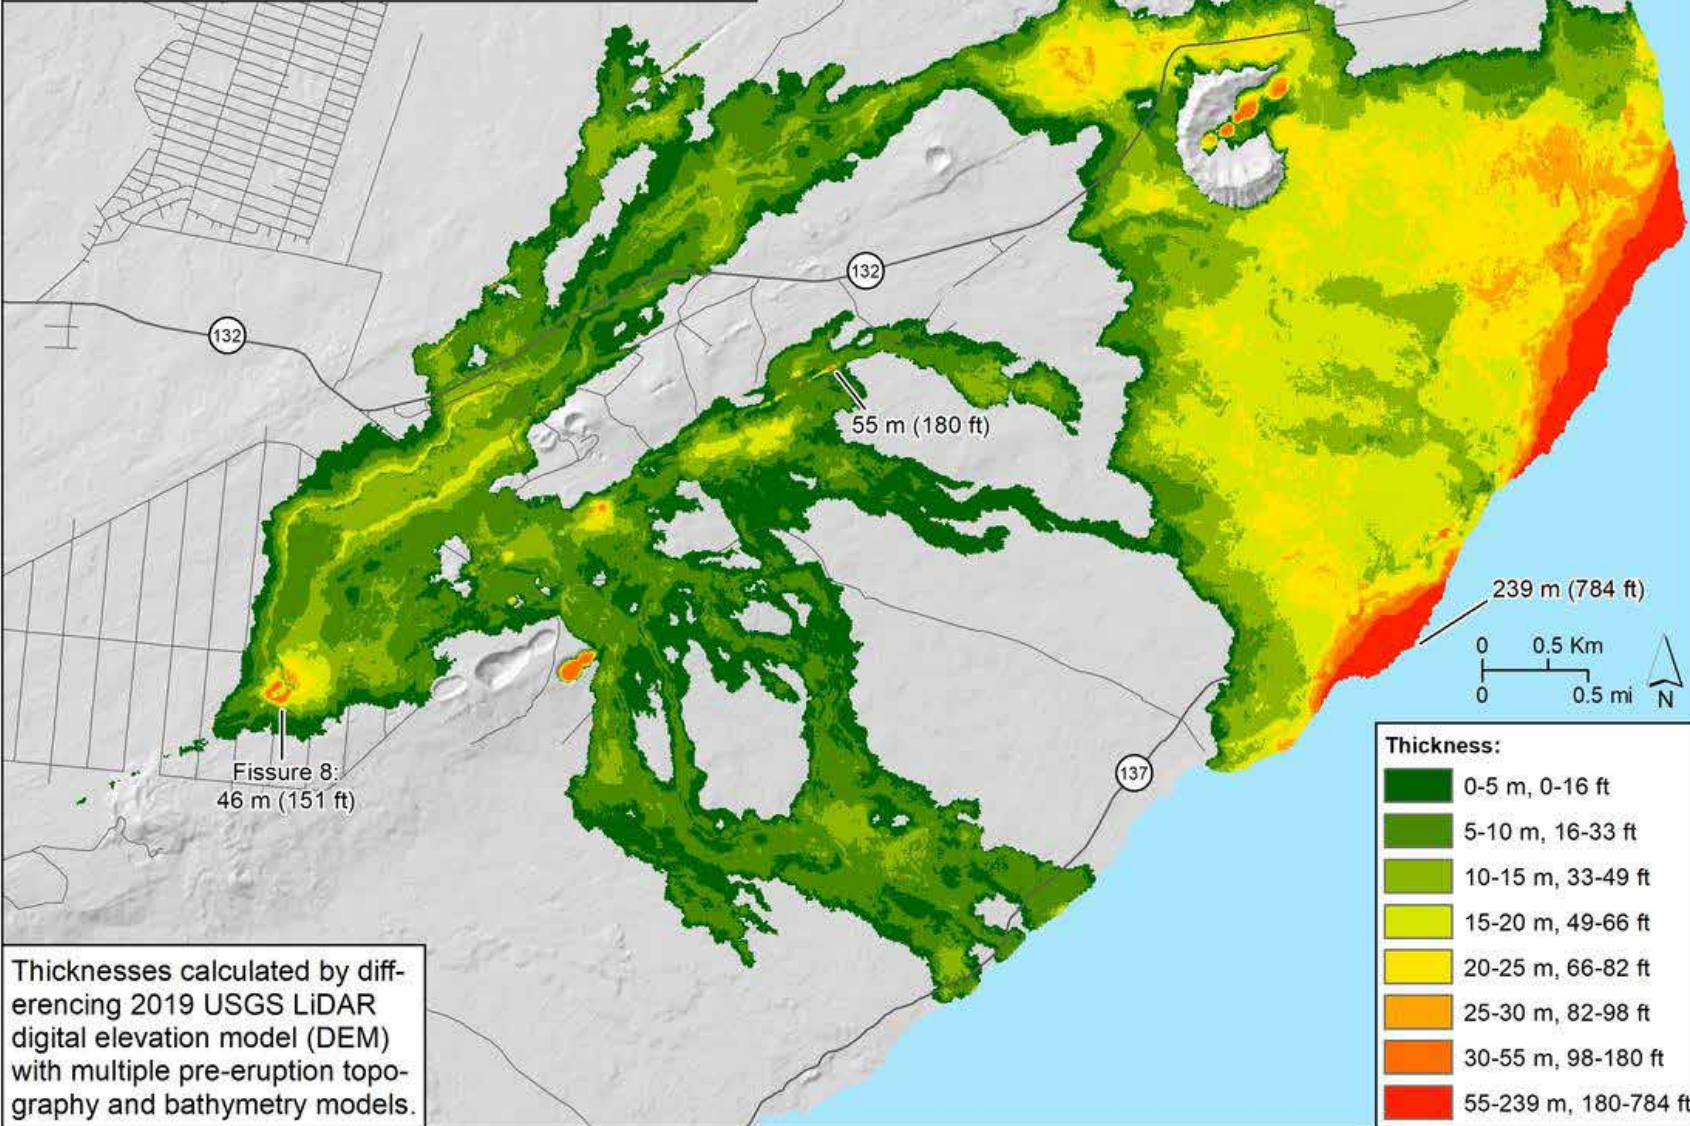 132
132
55 m (180 ft)
239 m (784 ft)
0 0.5 Km
0 0.5 mi
N
Fissure 8:
46 m (151 ft)
137
Thickness:
0-5 m, 0-16 ft
5-10 m, 16-33 ft
10-15 m, 33-49 ft
15-20 m, 49-66 ft
20-25 m, 66-82 ft
25-30 m, 82-98 ft
30-55 m, 98-180 ft
55-239 m, 180-784 ft
Thicknesses calculated by diff-
erencing 2019 USGS LiDAR
digital elevation model (DEM)
with multiple pre-eruption topo-
graphy and bathymetry models.